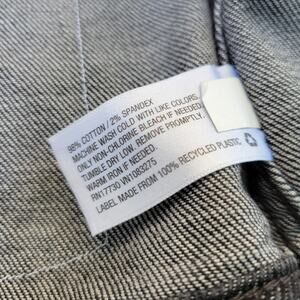 98% COTTON / 2% SPANDEX
MACHINE WASH COLD WITH LIKE COLORS.
ONLY NON-CHLORINE BLEACH IF NEEDED.
TUMBLE DRY LOW. REMOVE PROMPTLY.
WARM IRON IF NEEDED.
RN17730 VN1083275
LABEL MADE FROM 100% RECYCLED PLASTIC